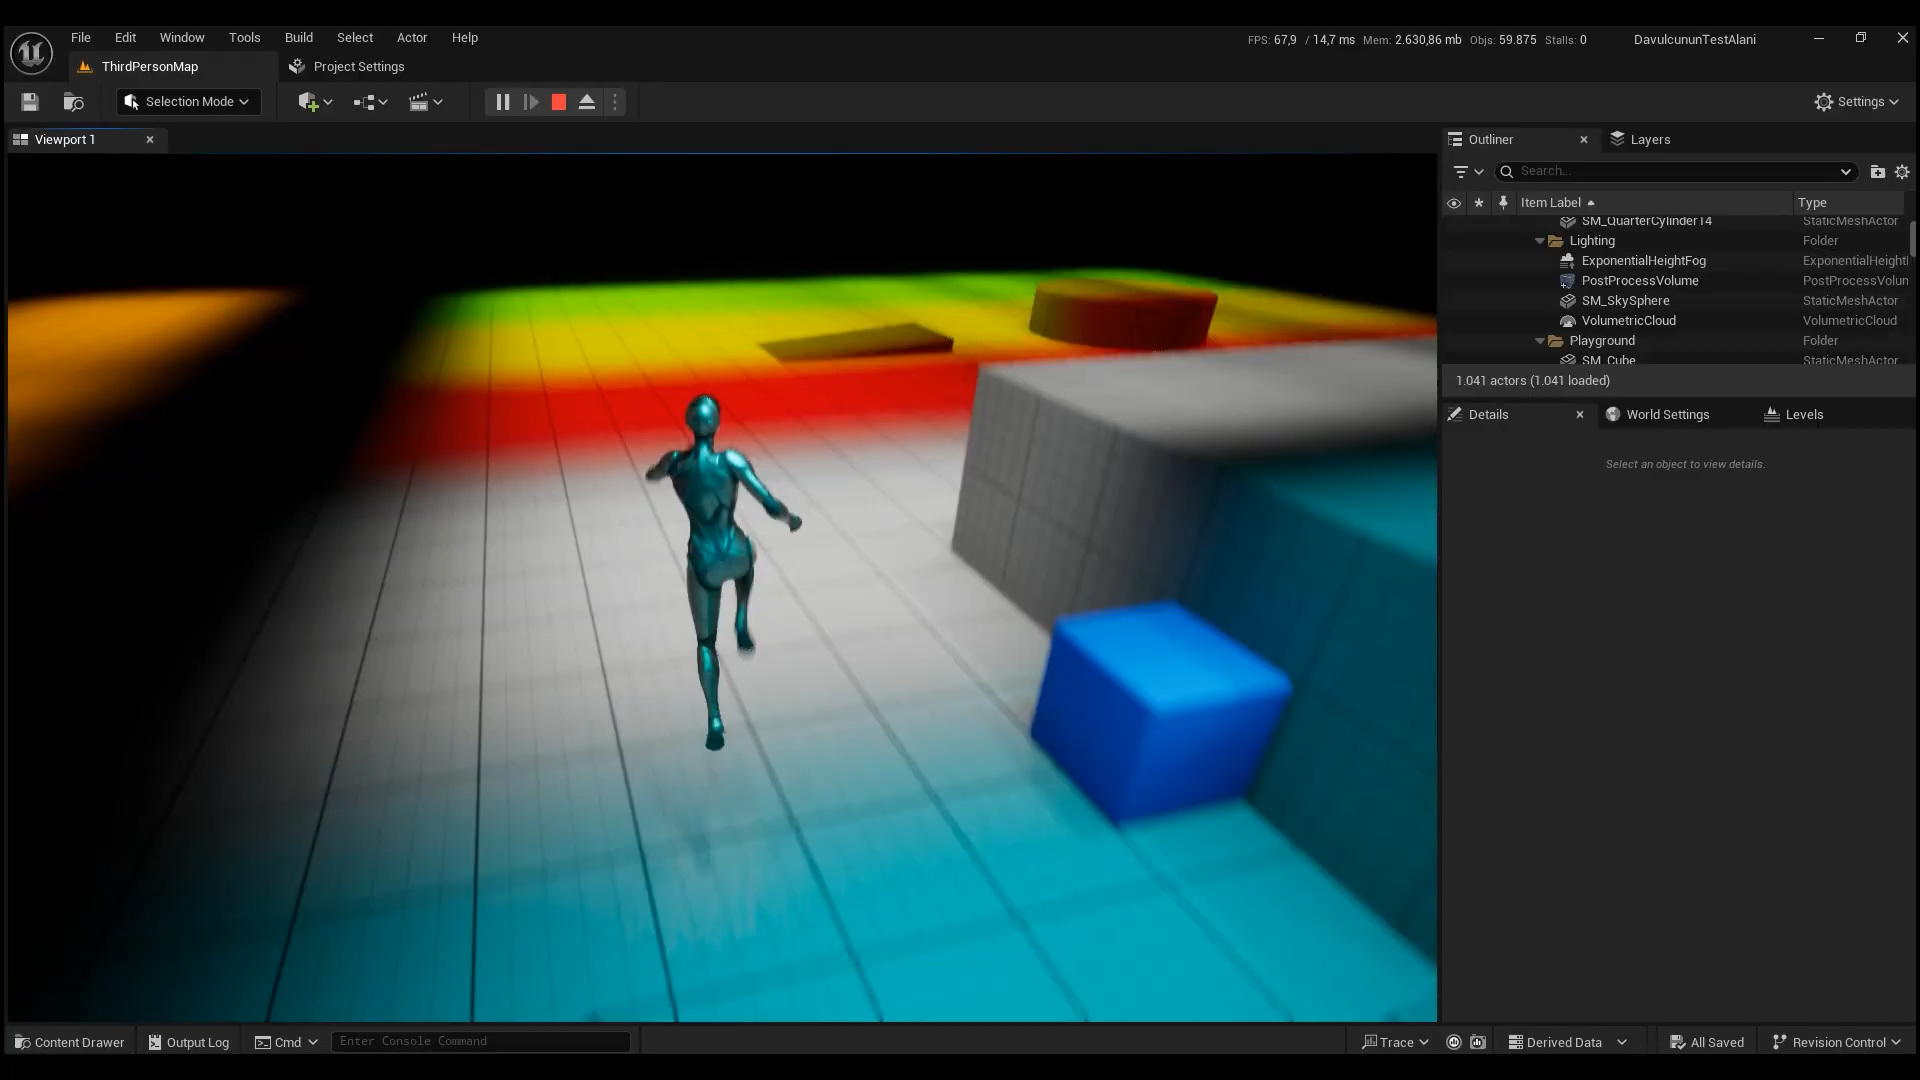 File Edit Window Tools Build Select Actor Help
FPS: 67,9 / 14,7 ms Mem: 2.630,86 mb Objs: 59.875 Stalls: 0
DavulcununTestAlani
ThirdPersonMap
Project Settings
Selection Mode
Settings
Viewport 1
Outliner
Layers
Search...
Item Label
Type
SM_QuarterCylinder14 StaticMeshActor
Lighting Folder
ExponentialHeightFog ExponentialHeightI
PostProcessVolume PostProcessVolun
SM_SkySphere StaticMeshActor
VolumetricCloud VolumetricCloud
Playground Folder
SM_Cube StaticMeshActor
1.041 actors (1.041 loaded)
Details
World Settings
Levels
Select an object to view details.
Content Drawer
Output Log
Cmd
Enter Console Command
Trace
Derived Data
All Saved
Revision Control